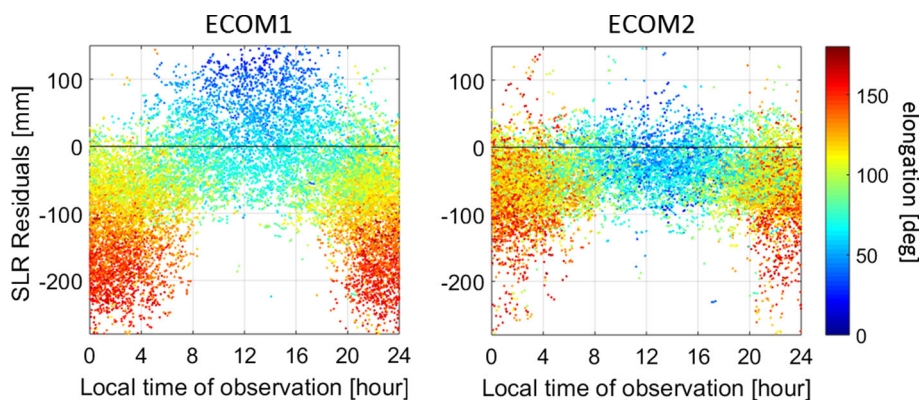 ECOM1
ECOM2
SLR Residuals [mm]
100
0
-100
-200
0 4 8 12 16 20 24
Local time of observation [hour]
100
0
-100
-200
0 4 8 12 16 20 24
Local time of observation [hour]
150
100
50
0
elongation [deg]